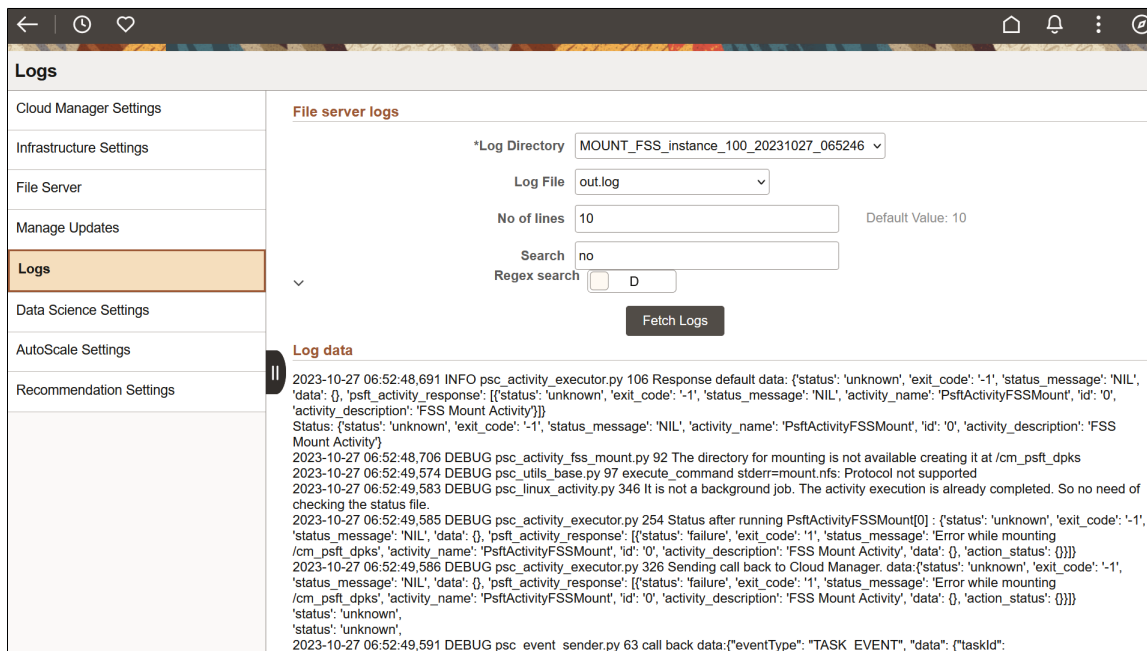 Logs
Cloud Manager Settings
Infrastructure Settings
File Server
Manage Updates
Logs
Data Science Settings
AutoScale Settings
Recommendation Settings
File server logs
*Log Directory MOUNT_FSS_instance_100_20231027_065246
Log File out.log
No of lines 10 Default Value: 10
Search no
Regex search D
Fetch Logs
Log data
2023-10-27 06:52:48,691 INFO psc_activity_executor.py 106 Response default data: {'status': 'unknown', 'exit_code': '-1', 'status_message': 'NIL',
'data': {}, 'psft_activity_response': [{'status': 'unknown', 'exit_code': '-1', 'status_message': 'NIL', 'activity_name': 'PsftActivityFSSMount', 'id': '0',
'activity_description': 'FSS Mount Activity'}]}
Status: {'status': 'unknown', 'exit_code': '-1', 'status_message': 'NIL', 'activity_name': 'PsftActivityFSSMount', 'id': '0', 'activity_description': 'FSS
Mount Activity'}
2023-10-27 06:52:48,706 DEBUG psc_activity_fss_mount.py 92 The directory for mounting is not available creating it at /cm_psft_dpks
2023-10-27 06:52:49,574 DEBUG psc_utils_base.py 97 execute_command stderr=mount.nfs: Protocol not supported
2023-10-27 06:52:49,583 DEBUG psc_linux_activity.py 346 It is not a background job. The activity execution is already completed. So no need of
checking the status file.
2023-10-27 06:52:49,585 DEBUG psc_activity_executor.py 254 Status after running PsftActivityFSSMount[0] : {'status': 'unknown', 'exit_code': '-1',
'status_message': 'NIL', 'data': {}, 'psft_activity_response': [{'status': 'failure', 'exit_code': '1', 'status_message': 'Error while mounting
/cm_psft_dpks', 'activity_name': 'PsftActivityFSSMount', 'id': '0', 'activity_description': 'FSS Mount Activity', 'data': {}, 'action_status': {}}]}
2023-10-27 06:52:49,586 DEBUG psc_activity_executor.py 326 Sending call back to Cloud Manager. data:{'status': 'unknown', 'exit_code': '-1',
'status_message': 'NIL', 'data': {}, 'psft_activity_response': [{'status': 'failure', 'exit_code': '1', 'status_message': 'Error while mounting
/cm_psft_dpks', 'activity_name': 'PsftActivityFSSMount', 'id': '0', 'activity_description': 'FSS Mount Activity', 'data': {}, 'action_status': {}}]}
'status': 'unknown',
'status': 'unknown',
2023-10-27 06:52:49,591 DEBUG psc_event_sender.py 63 call back data:{"eventType": "TASK_EVENT", "data": {"taskId":